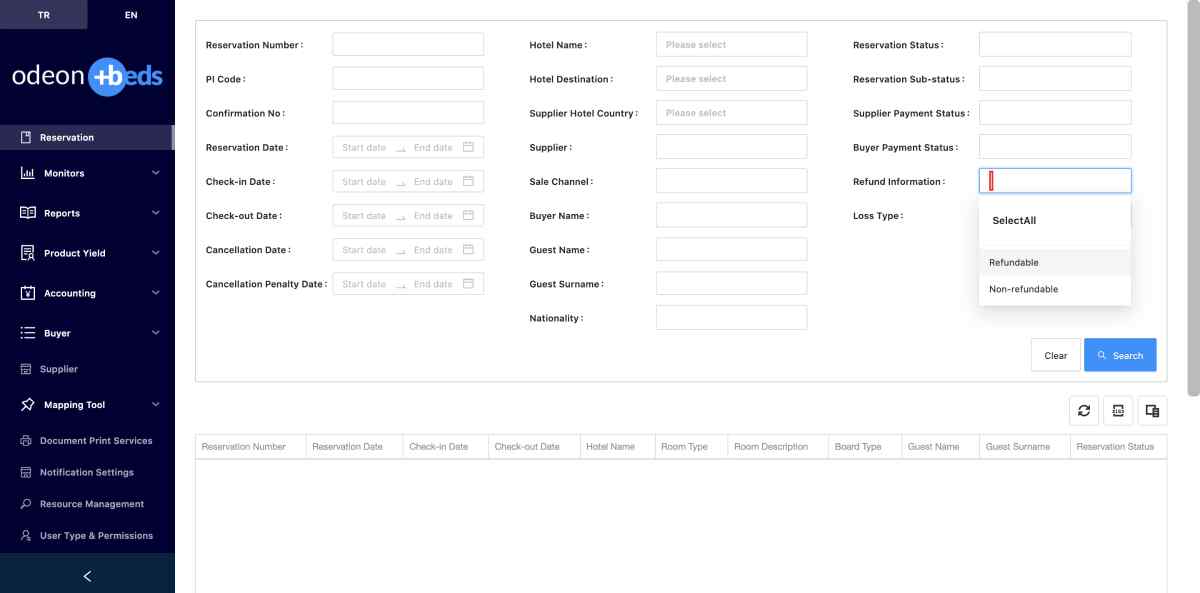 TR
EN
odeon +beds
Reservation
Monitors
Reports
Product Yield
Accounting
Buyer
Supplier
Mapping Tool
Document Print Services
Notification Settings
Resource Management
User Type & Permissions
Reservation Number :
PI Code :
Confirmation No :
Reservation Date : Start date End date
Check-in Date : Start date End date
Check-out Date : Start date End date
Cancellation Date : Start date End date
Cancellation Penalty Date : Start date End date
Hotel Name : Please select
Hotel Destination : Please select
Supplier Hotel Country : Please select
Supplier :
Sale Channel :
Buyer Name :
Guest Name :
Guest Surname :
Nationality :
Reservation Status :
Reservation Sub-status :
Supplier Payment Status :
Buyer Payment Status :
Refund Information :
Loss Type :
SelectAll
Refundable
Non-refundable
Clear
Search
Reservation Number Reservation Date Check-in Date Check-out Date Hotel Name Room Type Room Description Board Type Guest Name Guest Surname Reservation Status